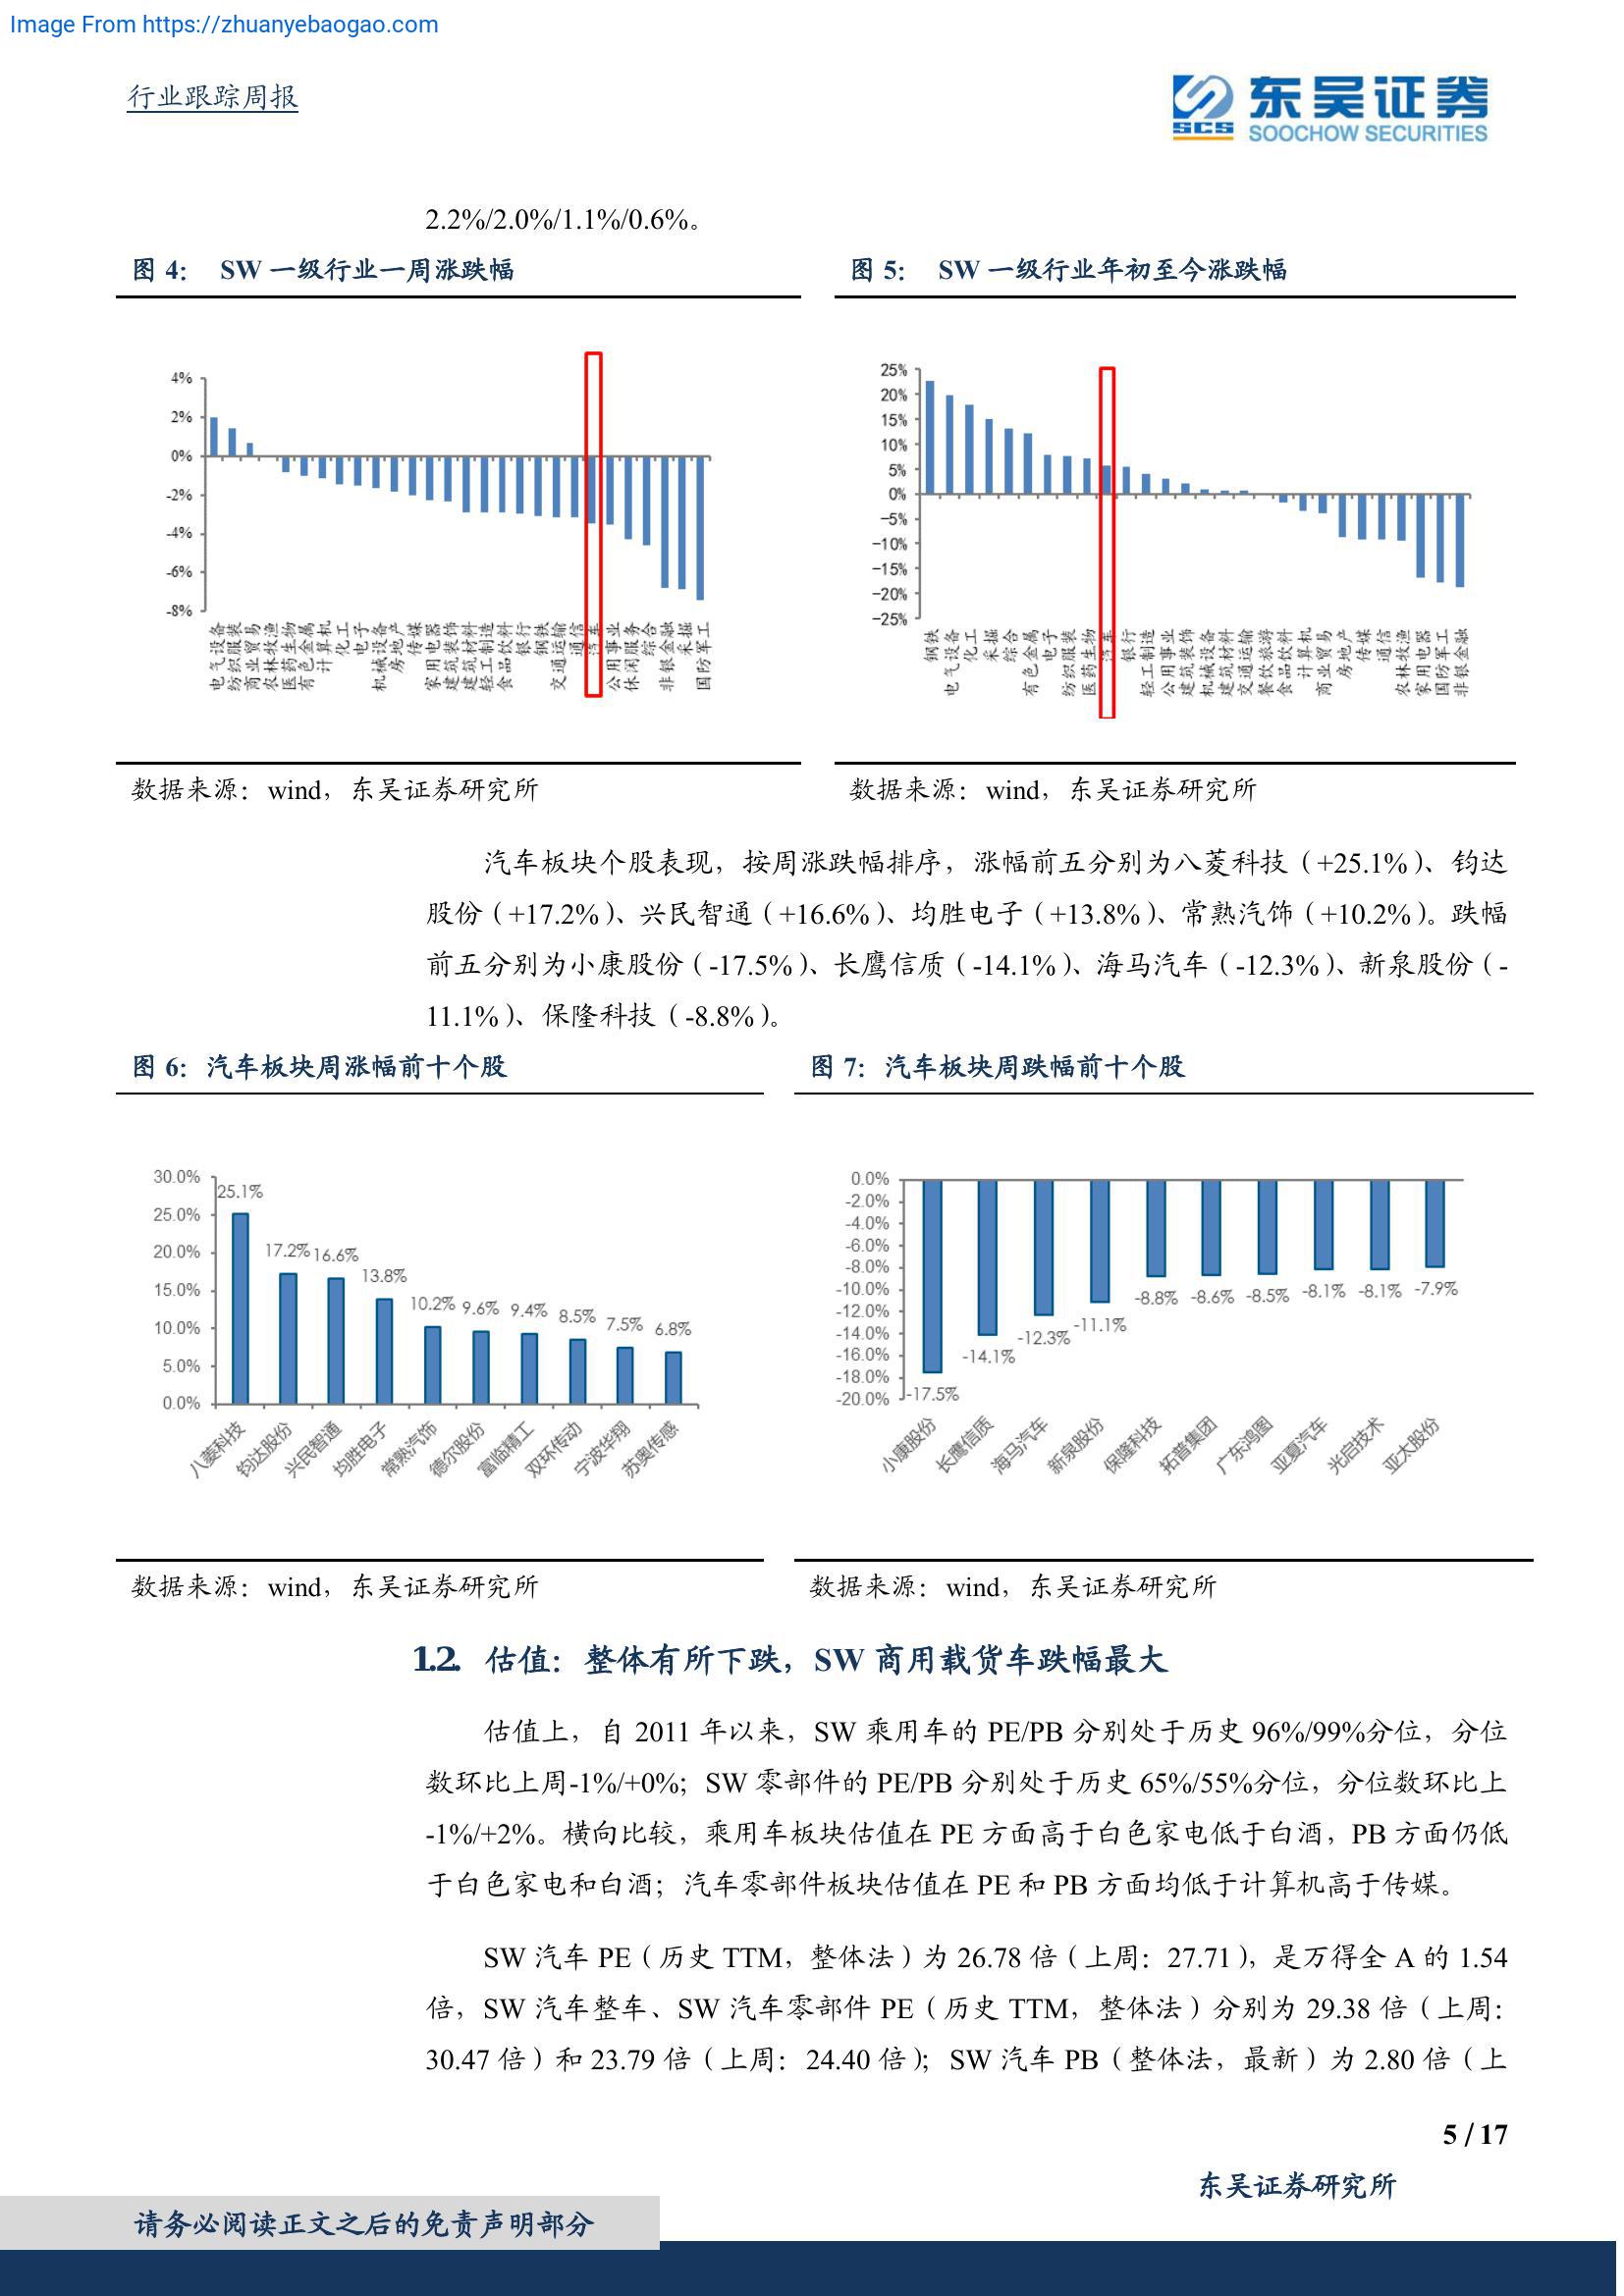 Image From https://zhuanyebaogao.com
行业跟踪周报
SCS
东吴证券
SOOCHOW SECURITIES
2.2%/2.0%/1.1%/0.6%。
图 4： SW 一级行业一周涨跌幅
4%
2%
0%
-2%
-4%
-6%
-8%
电气设备
纺织服装
商业贸易
农林牧渔
医药生物
有色金属
计算机
化工
电子
机械设备
房地产
传媒
家用电器
建筑装饰
建筑材料
轻工制造
食品饮料
银行
钢铁
交通运输
通信
汽车
公用事业
休闲服务
综合
非银金融
采掘
国防军工
数据来源：wind，东吴证券研究所
图 5： SW 一级行业年初至今涨跌幅
25%
20%
15%
10%
5%
0%
-5%
-10%
-15%
-20%
-25%
钢铁
电气设备
化工
采掘
综合
有色金属
电子
纺织服装
医药生物
汽车
银行
轻工制造
公用事业
建筑装饰
机械设备
建筑材料
交通运输
餐饮旅游
食品饮料
计算机
商业贸易
房地产
传媒
通信
农林牧渔
家用电器
国防军工
非银金融
数据来源：wind，东吴证券研究所
汽车板块个股表现，按周涨跌幅排序，涨幅前五分别为八菱科技（+25.1%）、钧达
股份（+17.2%）、兴民智通（+16.6%）、均胜电子（+13.8%）、常熟汽饰（+10.2%）。跌幅
前五分别为小康股份（-17.5%）、长鹰信质（-14.1%）、海马汽车（-12.3%）、新泉股份（-
11.1%）、保隆科技（-8.8%）。
图 6：汽车板块周涨幅前十个股
30.0%
25.0%
20.0%
15.0%
10.0%
5.0%
0.0%
25.1%
17.2%
16.6%
13.8%
10.2%
9.6%
9.4%
8.5%
7.5%
6.8%
八菱科技
钧达股份
兴民智通
均胜电子
常熟汽饰
德尔股份
富临精工
双环传动
宁波华翔
苏奥传感
数据来源：wind，东吴证券研究所
图 7：汽车板块周跌幅前十个股
0.0%
-2.0%
-4.0%
-6.0%
-8.0%
-10.0%
-12.0%
-14.0%
-16.0%
-18.0%
-20.0%
-17.5%
-14.1%
-12.3%
-11.1%
-8.8%
-8.6%
-8.5%
-8.1%
-8.1%
-7.9%
小康股份
长鹰信质
海马汽车
新泉股份
保隆科技
拓普集团
广东鸿图
亚夏汽车
光启技术
亚太股份
数据来源：wind，东吴证券研究所
1.2. 估值：整体有所下跌，SW 商用载货车跌幅最大
估值上，自 2011 年以来，SW 乘用车的 PE/PB 分别处于历史 96%/99%分位，分位
数环比上周-1%/+0%；SW 零部件的 PE/PB 分别处于历史 65%/55%分位，分位数环比上
-1%/+2%。横向比较，乘用车板块估值在 PE 方面高于白色家电低于白酒，PB 方面仍低
于白色家电和白酒；汽车零部件板块估值在 PE 和 PB 方面均低于计算机高于传媒。
SW 汽车 PE（历史 TTM，整体法）为 26.78 倍（上周：27.71），是万得全 A 的 1.54
倍，SW 汽车整车、SW 汽车零部件 PE（历史 TTM，整体法）分别为 29.38 倍（上周：
30.47 倍）和 23.79 倍（上周：24.40 倍）；SW 汽车 PB（整体法，最新）为 2.80 倍（上
5 / 17
东吴证券研究所
请务必阅读正文之后的免责声明部分